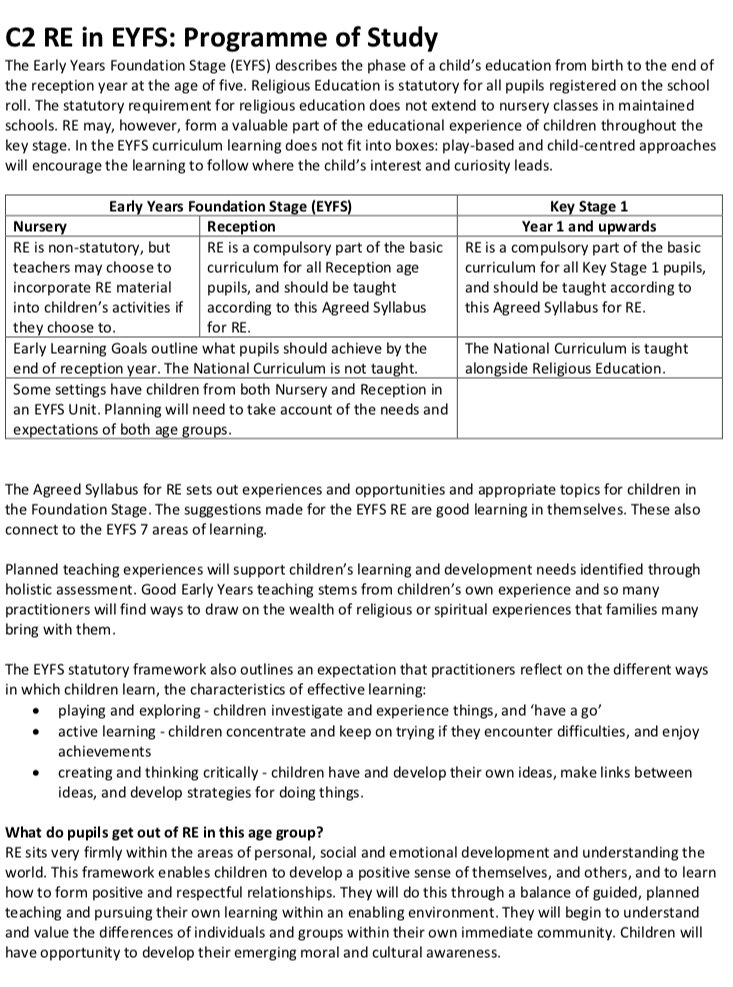 C2 RE in EYFS: Programme of Study
The Early Years Foundation Stage (EYFS) describes the phase of a child’s education from birth to the end of
the reception year at the age of five. Religious Education is statutory for all pupils registered on the school
roll. The statutory requirement for religious education does not extend to nursery classes in maintained
schools. RE may, however, form a valuable part of the educational experience of children throughout the
key stage. In the EYFS curriculum learning does not fit into boxes: play-based and child-centred approaches
will encourage the learning to follow where the child’s interest and curiosity leads.
Early Years Foundation Stage (EYFS)
Key Stage 1
Nursery
Reception
Year 1 and upwards
RE is non-statutory, but
teachers may choose to
incorporate RE material
into children’s activities if
they choose to.
RE is a compulsory part of the basic
curriculum for all Reception age
pupils, and should be taught
according to this Agreed Syllabus
for RE.
RE is a compulsory part of the basic
curriculum for all Key Stage 1 pupils,
and should be taught according to
this Agreed Syllabus for RE.
Early Learning Goals outline what pupils should achieve by the
end of reception year. The National Curriculum is not taught.
The National Curriculum is taught
alongside Religious Education.
Some settings have children from both Nursery and Reception in
an EYFS Unit. Planning will need to take account of the needs and
expectations of both age groups.
The Agreed Syllabus for RE sets out experiences and opportunities and appropriate topics for children in
the Foundation Stage. The suggestions made for the EYFS RE are good learning in themselves. These also
connect to the EYFS 7 areas of learning.
Planned teaching experiences will support children’s learning and development needs identified through
holistic assessment. Good Early Years teaching stems from children’s own experience and so many
practitioners will find ways to draw on the wealth of religious or spiritual experiences that families many
bring with them.
The EYFS statutory framework also outlines an expectation that practitioners reflect on the different ways
in which children learn, the characteristics of effective learning:
• playing and exploring - children investigate and experience things, and ‘have a go’
• active learning - children concentrate and keep on trying if they encounter difficulties, and enjoy
achievements
• creating and thinking critically - children have and develop their own ideas, make links between
ideas, and develop strategies for doing things.
What do pupils get out of RE in this age group?
RE sits very firmly within the areas of personal, social and emotional development and understanding the
world. This framework enables children to develop a positive sense of themselves, and others, and to learn
how to form positive and respectful relationships. They will do this through a balance of guided, planned
teaching and pursuing their own learning within an enabling environment. They will begin to understand
and value the differences of individuals and groups within their own immediate community. Children will
have opportunity to develop their emerging moral and cultural awareness.